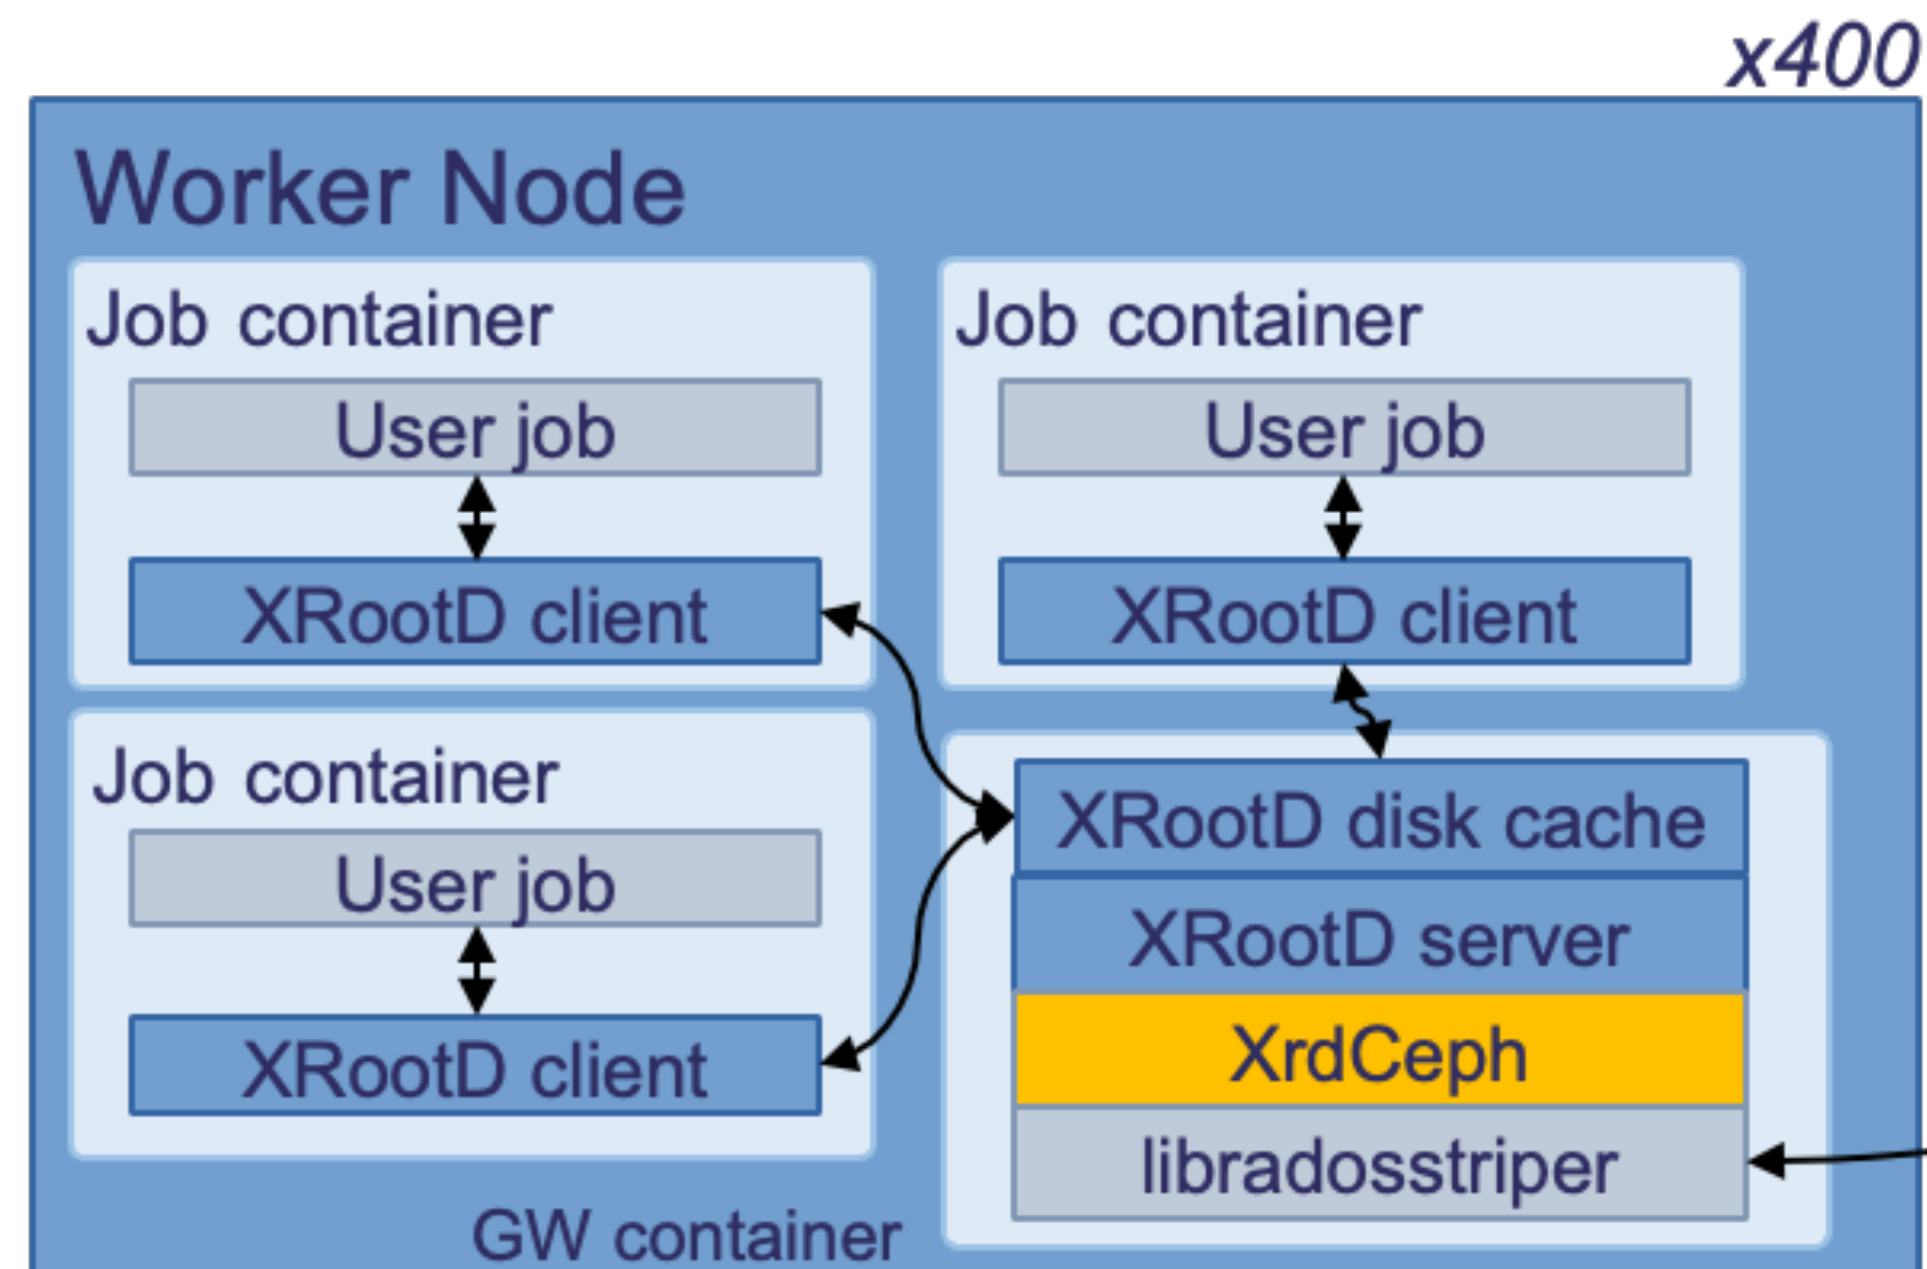 x400
Worker Node
Job container
User job
XRootD client
Job container
User job
XRootD client
Job container
User job
XRootD client
XRootD disk cache
XRootD server
XrdCeph
libradosstriper
GW container